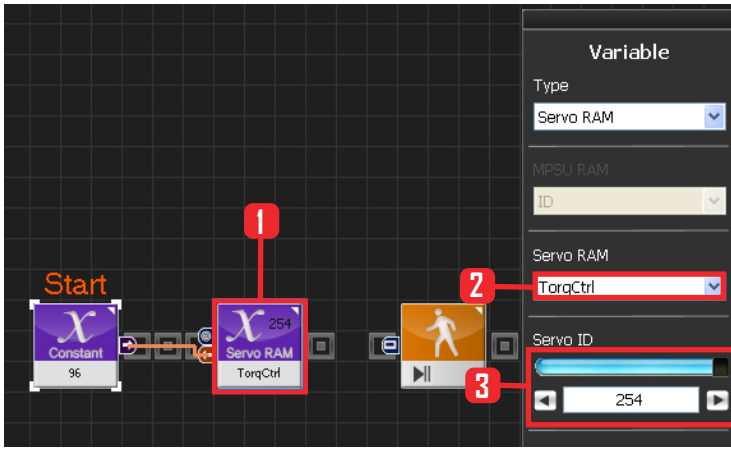 Variable
Type
Servo RAM
MPSU RAM
ID
1
Servo RAM
2
TorqCtrl
Start
X 254
Constant
Servo RAM
96
TorqCtrl
Servo ID
3
254